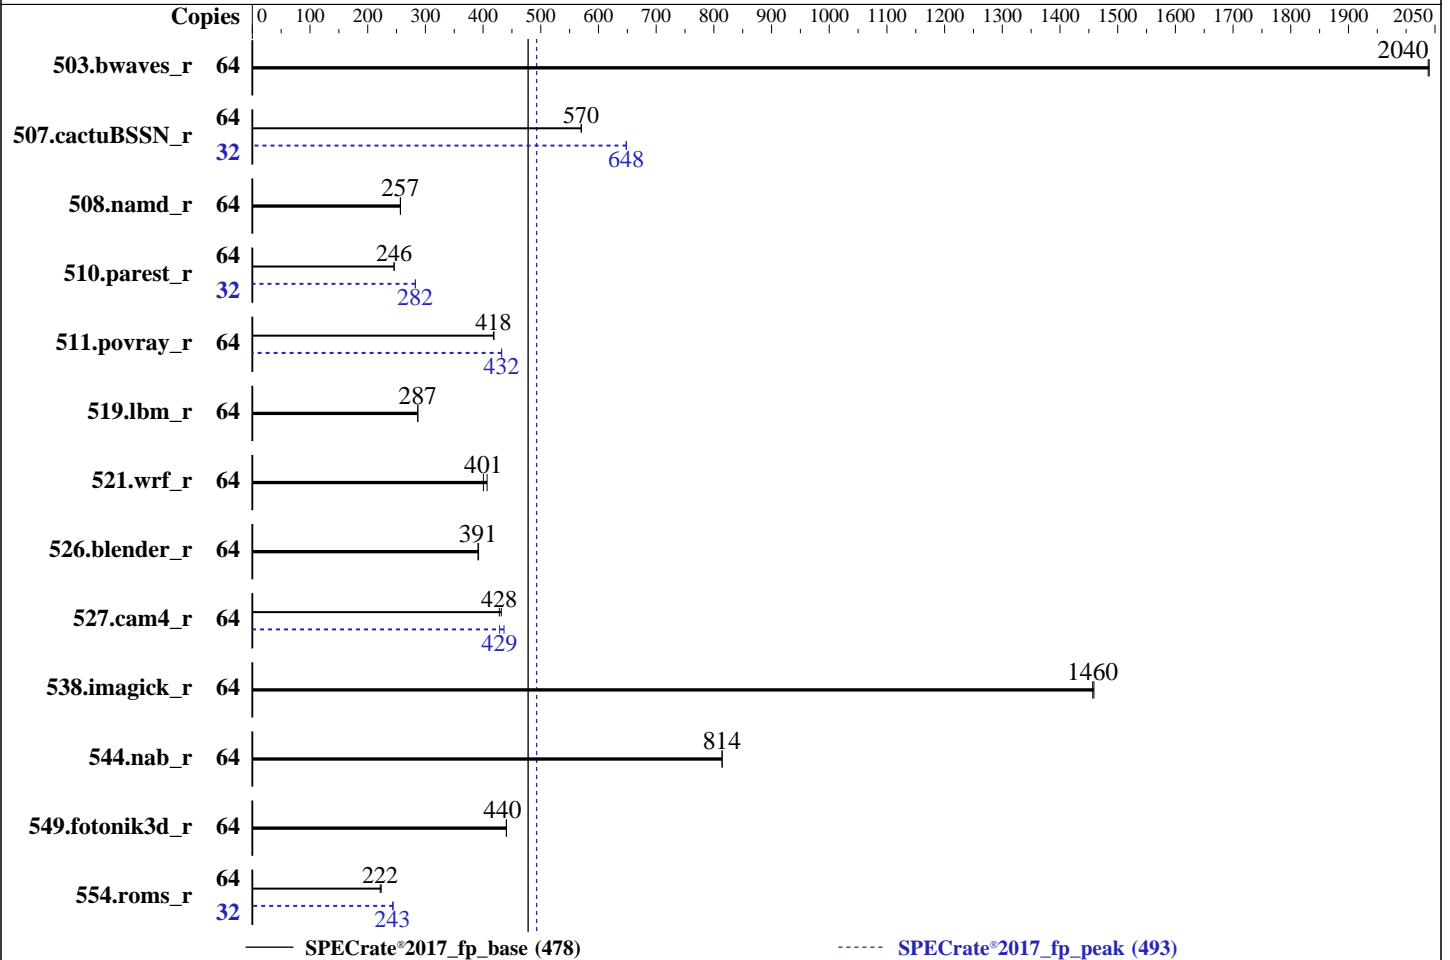 Copies 0 100 200 300 400 500 600 700 800 900 1000 1100 1200 1300 1400 1500 1600 1700 1800 1900 2050
503.bwaves_r 64 2040
507.cactuBSSN_r 64 570
32 648
508.namd_r 64 257
510.parest_r 64 246
32 282
511.povray_r 64 418
432
519.lbm_r 64 287
521.wrf_r 64 401
526.blender_r 64 391
527.cam4_r 64 428
429
538.imagick_r 64 1460
544.nab_r 64 814
549.fotonik3d_r 64 440
554.roms_r 64 222
32 243
SPECrate®2017_fp_base (478) SPECrate®2017_fp_peak (493)